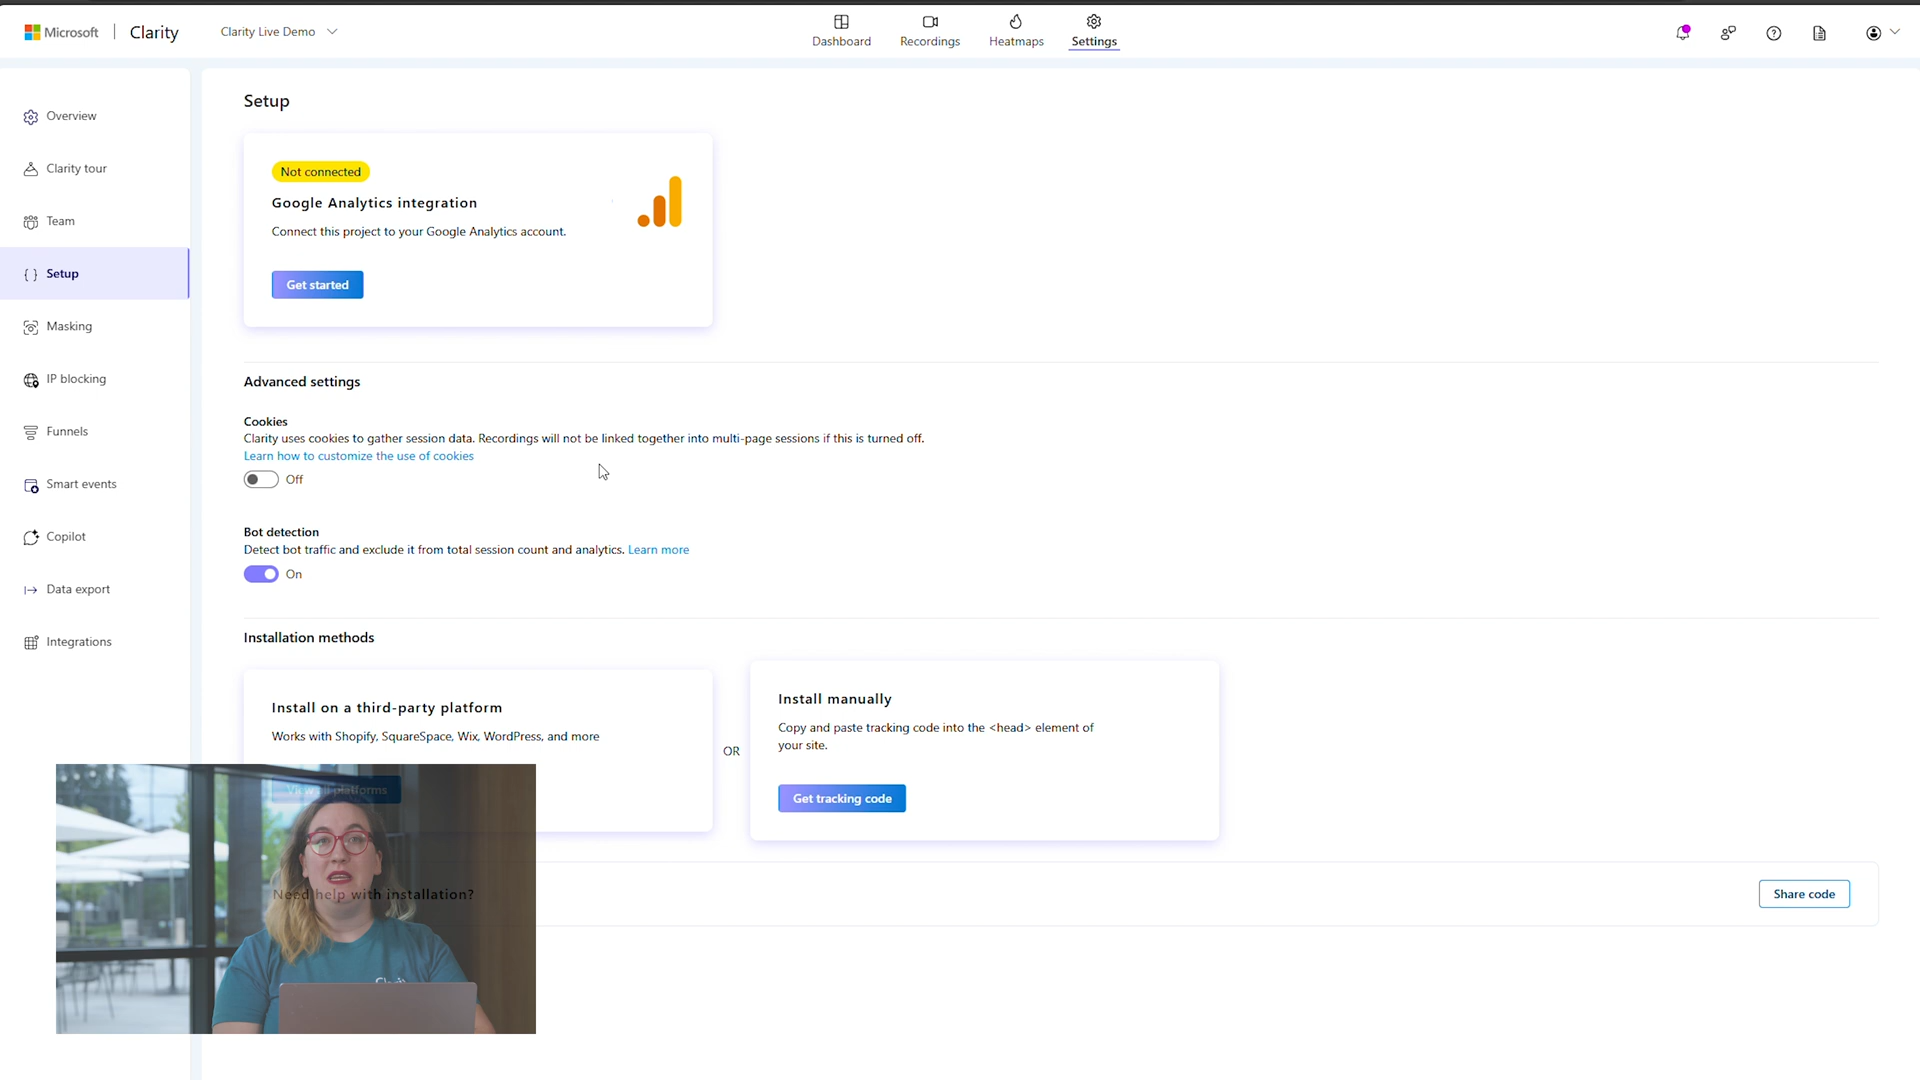 Microsoft | Clarity
Clarity Live Demo
Dashboard
Recordings
Heatmaps
Settings
Overview
Clarity tour
Team
{ } Setup
Masking
IP blocking
Funnels
Smart events
Copilot
Data export
Integrations
Setup
Not connected
Google Analytics integration
Connect this project to your Google Analytics account.
Get started
Advanced settings
Cookies
Clarity uses cookies to gather session data. Recordings will not be linked together into multi-page sessions if this is turned off.
Learn how to customize the use of cookies
Off
Bot detection
Detect bot traffic and exclude it from total session count and analytics. Learn more
On
Installation methods
Install on a third-party platform
Works with Shopify, SquareSpace, Wix, WordPress, and more
View all platforms
OR
Install manually
Copy and paste tracking code into the <head> element of
your site.
Get tracking code
Need help with installation?
Share code
Clarity